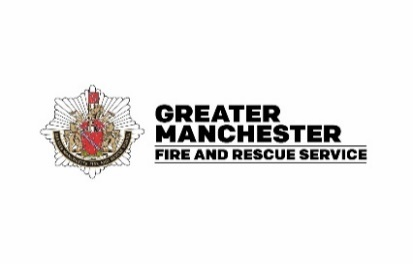 GREATER
MANCHESTER
FIRE AND RESCUE SERVICE